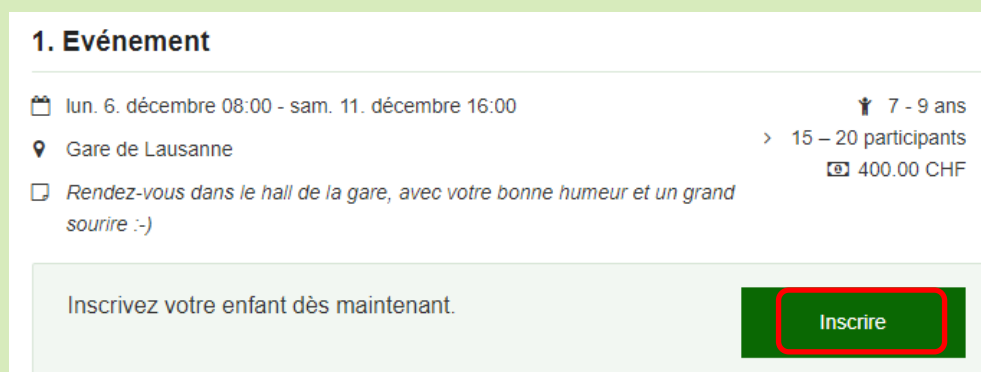 1. Evénement
lun. 6. décembre 08:00 - sam. 11. décembre 16:00
7 - 9 ans
Gare de Lausanne
> 15 – 20 participants
400.00 CHF
Rendez-vous dans le hall de la gare, avec votre bonne humeur et un grand
sourire :-)
Inscrivez votre enfant dès maintenant.
Inscrire